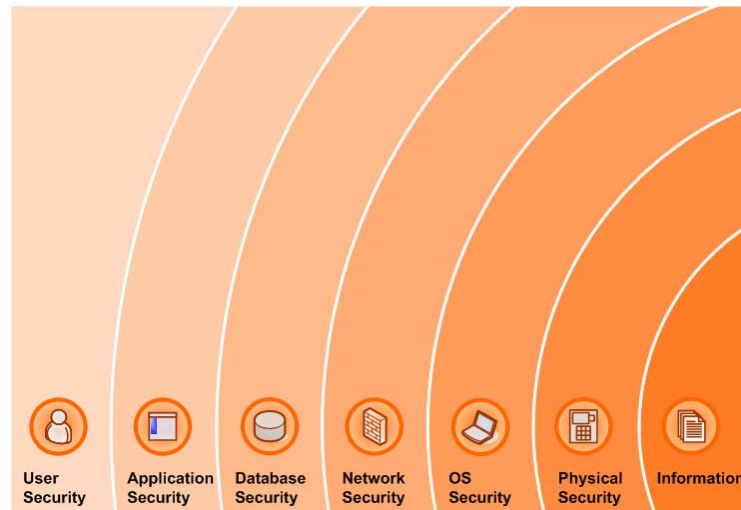 User
Security
Application
Security
Database
Security
Network
Security
OS
Security
Physical
Security
Information